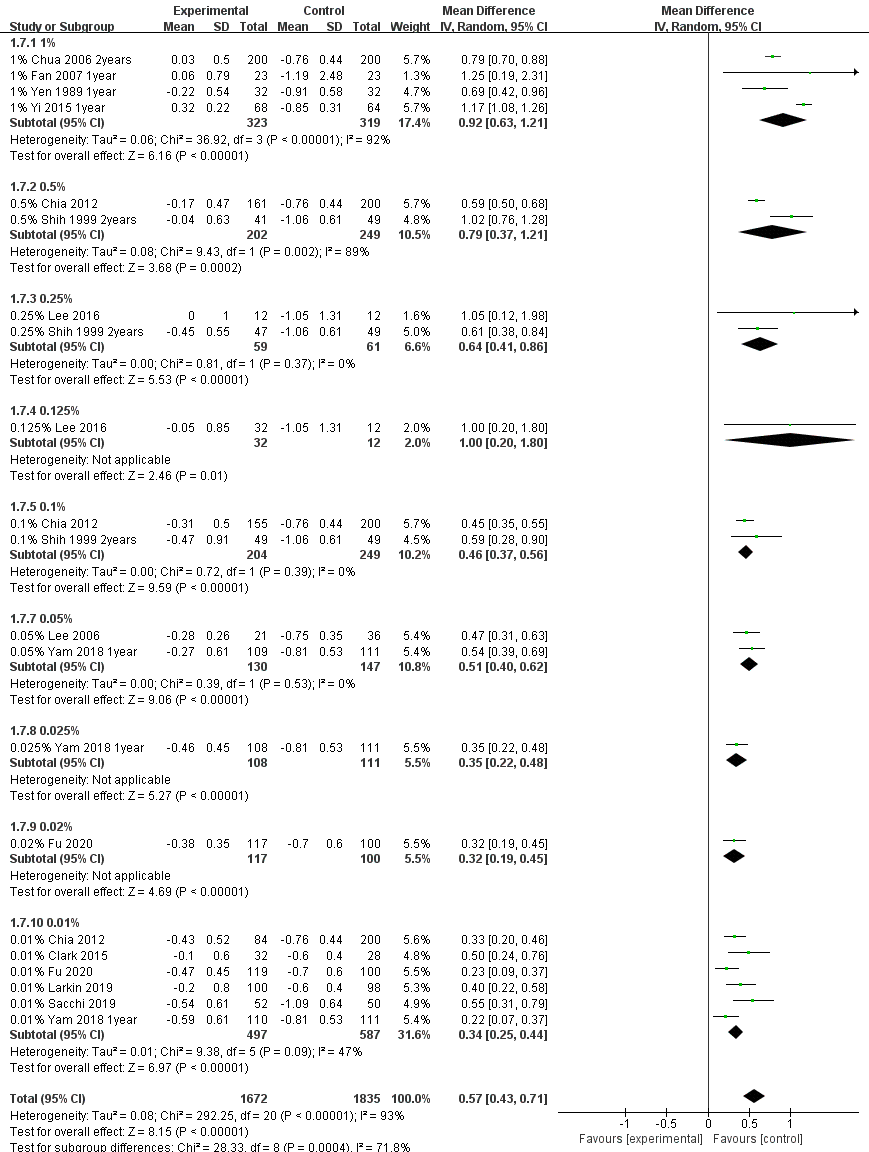 Experimental Control Mean Difference Mean Difference
Study or Subgroup Mean SD Total Mean SD Total Weight IV, Random, 95% CI IV, Random, 95% CI
1.7.1 1%
1% Chua 2006 2years 0.03 0.5 200 -0.76 0.44 200 5.7% 0.79 [0.70, 0.88]
1% Fan 2007 1year 0.06 0.79 23 -1.19 2.48 23 1.3% 1.25 [0.19, 2.31]
1% Yen 1989 1year -0.22 0.54 32 -0.91 0.58 32 4.7% 0.69 [0.42, 0.96]
1% Yi 2015 1year 0.32 0.22 68 -0.85 0.31 64 5.7% 1.17 [1.08, 1.26]
Subtotal (95% CI) 323 319 17.4% 0.92 [0.63, 1.21]
Heterogeneity: Tau² = 0.06; Chi² = 36.92, df = 3 (P < 0.00001); I² = 92%
Test for overall effect: Z = 6.16 (P < 0.00001)
1.7.2 0.5%
0.5% Chia 2012 -0.17 0.47 161 -0.76 0.44 200 5.7% 0.59 [0.50, 0.68]
0.5% Shih 1999 2years -0.04 0.63 41 -1.06 0.61 49 4.8% 1.02 [0.76, 1.28]
Subtotal (95% CI) 202 249 10.5% 0.79 [0.37, 1.21]
Heterogeneity: Tau² = 0.08; Chi² = 9.43, df = 1 (P = 0.002); I² = 89%
Test for overall effect: Z = 3.68 (P = 0.0002)
1.7.3 0.25%
0.25% Lee 2016 0 1 12 -1.05 1.31 12 1.6% 1.05 [0.12, 1.98]
0.25% Shih 1999 2years -0.45 0.55 47 -1.06 0.61 49 5.0% 0.61 [0.38, 0.84]
Subtotal (95% CI) 59 61 6.6% 0.64 [0.41, 0.86]
Heterogeneity: Tau² = 0.00; Chi² = 0.81, df = 1 (P = 0.37); I² = 0%
Test for overall effect: Z = 5.53 (P < 0.00001)
1.7.4 0.125%
0.125% Lee 2016 -0.05 0.85 32 -1.05 1.31 12 2.0% 1.00 [0.20, 1.80]
Subtotal (95% CI) 32 12 2.0% 1.00 [0.20, 1.80]
Heterogeneity: Not applicable
Test for overall effect: Z = 2.46 (P = 0.01)
1.7.5 0.1%
0.1% Chia 2012 -0.31 0.5 155 -0.76 0.44 200 5.7% 0.45 [0.35, 0.55]
0.1% Shih 1999 2years -0.47 0.91 49 -1.06 0.61 49 4.5% 0.59 [0.28, 0.90]
Subtotal (95% CI) 204 249 10.2% 0.46 [0.37, 0.56]
Heterogeneity: Tau² = 0.00; Chi² = 0.72, df = 1 (P = 0.39); I² = 0%
Test for overall effect: Z = 9.59 (P < 0.00001)
1.7.7 0.05%
0.05% Lee 2006 -0.28 0.26 21 -0.75 0.35 36 5.4% 0.47 [0.31, 0.63]
0.05% Yam 2018 1year -0.27 0.61 109 -0.81 0.53 111 5.4% 0.54 [0.39, 0.69]
Subtotal (95% CI) 130 147 10.8% 0.51 [0.40, 0.62]
Heterogeneity: Tau² = 0.00; Chi² = 0.39, df = 1 (P = 0.53); I² = 0%
Test for overall effect: Z = 9.06 (P < 0.00001)
1.7.8 0.025%
0.025% Yam 2018 1year -0.46 0.45 108 -0.81 0.53 111 5.5% 0.35 [0.22, 0.48]
Subtotal (95% CI) 108 111 5.5% 0.35 [0.22, 0.48]
Heterogeneity: Not applicable
Test for overall effect: Z = 5.27 (P < 0.00001)
1.7.9 0.02%
0.02% Fu 2020 -0.38 0.35 117 -0.7 0.6 100 5.5% 0.32 [0.19, 0.45]
Subtotal (95% CI) 117 100 5.5% 0.32 [0.19, 0.45]
Heterogeneity: Not applicable
Test for overall effect: Z = 4.69 (P < 0.00001)
1.7.10 0.01%
0.01% Chia 2012 -0.43 0.52 84 -0.76 0.44 200 5.6% 0.33 [0.20, 0.46]
0.01% Clark 2015 -0.1 0.6 32 -0.6 0.4 28 4.8% 0.50 [0.24, 0.76]
0.01% Fu 2020 -0.47 0.45 119 -0.7 0.6 100 5.5% 0.23 [0.09, 0.37]
0.01% Larkin 2019 -0.2 0.8 100 -0.6 0.4 98 5.3% 0.40 [0.22, 0.58]
0.01% Sacchi 2019 -0.54 0.61 52 -1.09 0.64 50 4.9% 0.55 [0.31, 0.79]
0.01% Yam 2018 1year -0.59 0.61 110 -0.81 0.53 111 5.4% 0.22 [0.07, 0.37]
Subtotal (95% CI) 497 587 31.6% 0.34 [0.25, 0.44]
Heterogeneity: Tau² = 0.01; Chi² = 9.38, df = 5 (P = 0.09); I² = 47%
Test for overall effect: Z = 6.97 (P < 0.00001)
Total (95% CI) 1672 1835 100.0% 0.57 [0.43, 0.71]
Heterogeneity: Tau² = 0.08; Chi² = 292.25, df = 20 (P < 0.00001); I² = 93%
Test for overall effect: Z = 8.15 (P < 0.00001)
Test for subgroup differences: Chi² = 28.33, df = 8 (P = 0.0004), I² = 71.8%
-1 -0.5 0 0.5 1
Favours [experimental] Favours [control]